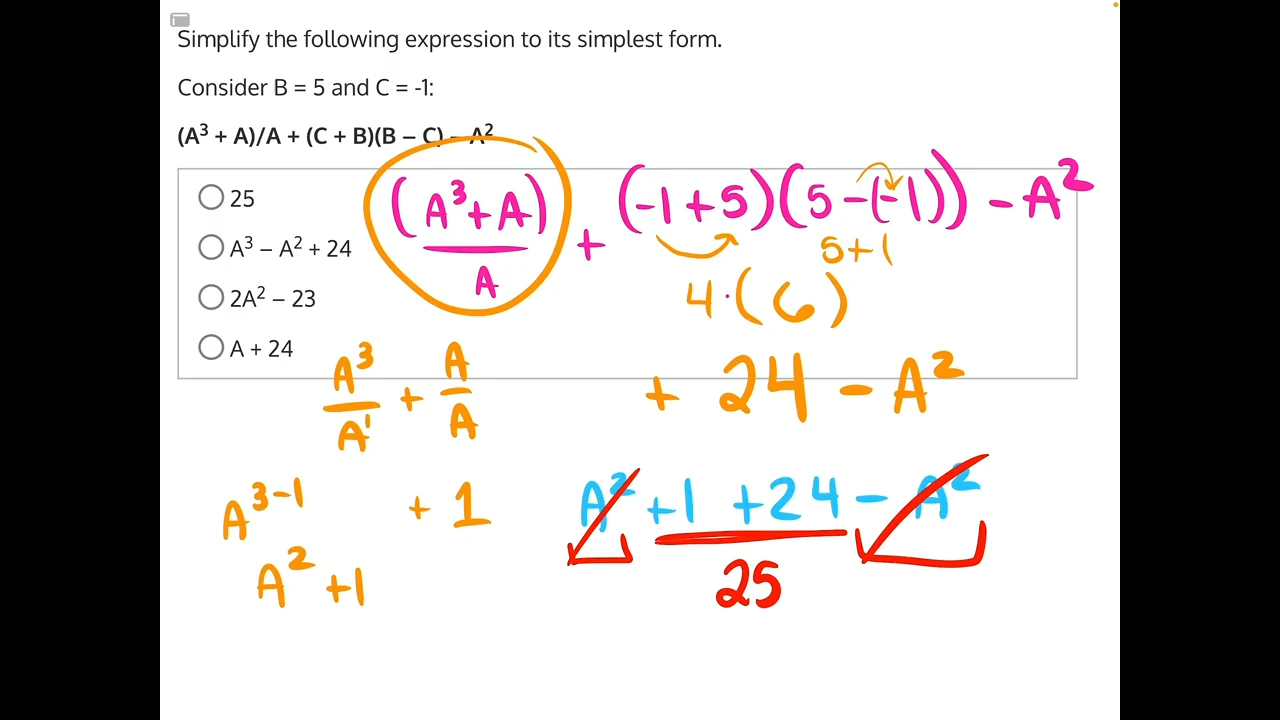 Simplify the following expression to its simplest form.
Consider B = 5 and C = -1:
(A³ + A)/A + (C + B)(B – C) – A²
25
A³ – A² + 24
2A² – 23
A + 24
(A³+A)/A + (-1+5)(5-(-1)) - A²
5+1
4·(6)
A³/A¹ + A/A
+ 24 - A²
A³⁻¹ + 1
A² +1 +24 - A²
A² +1
25